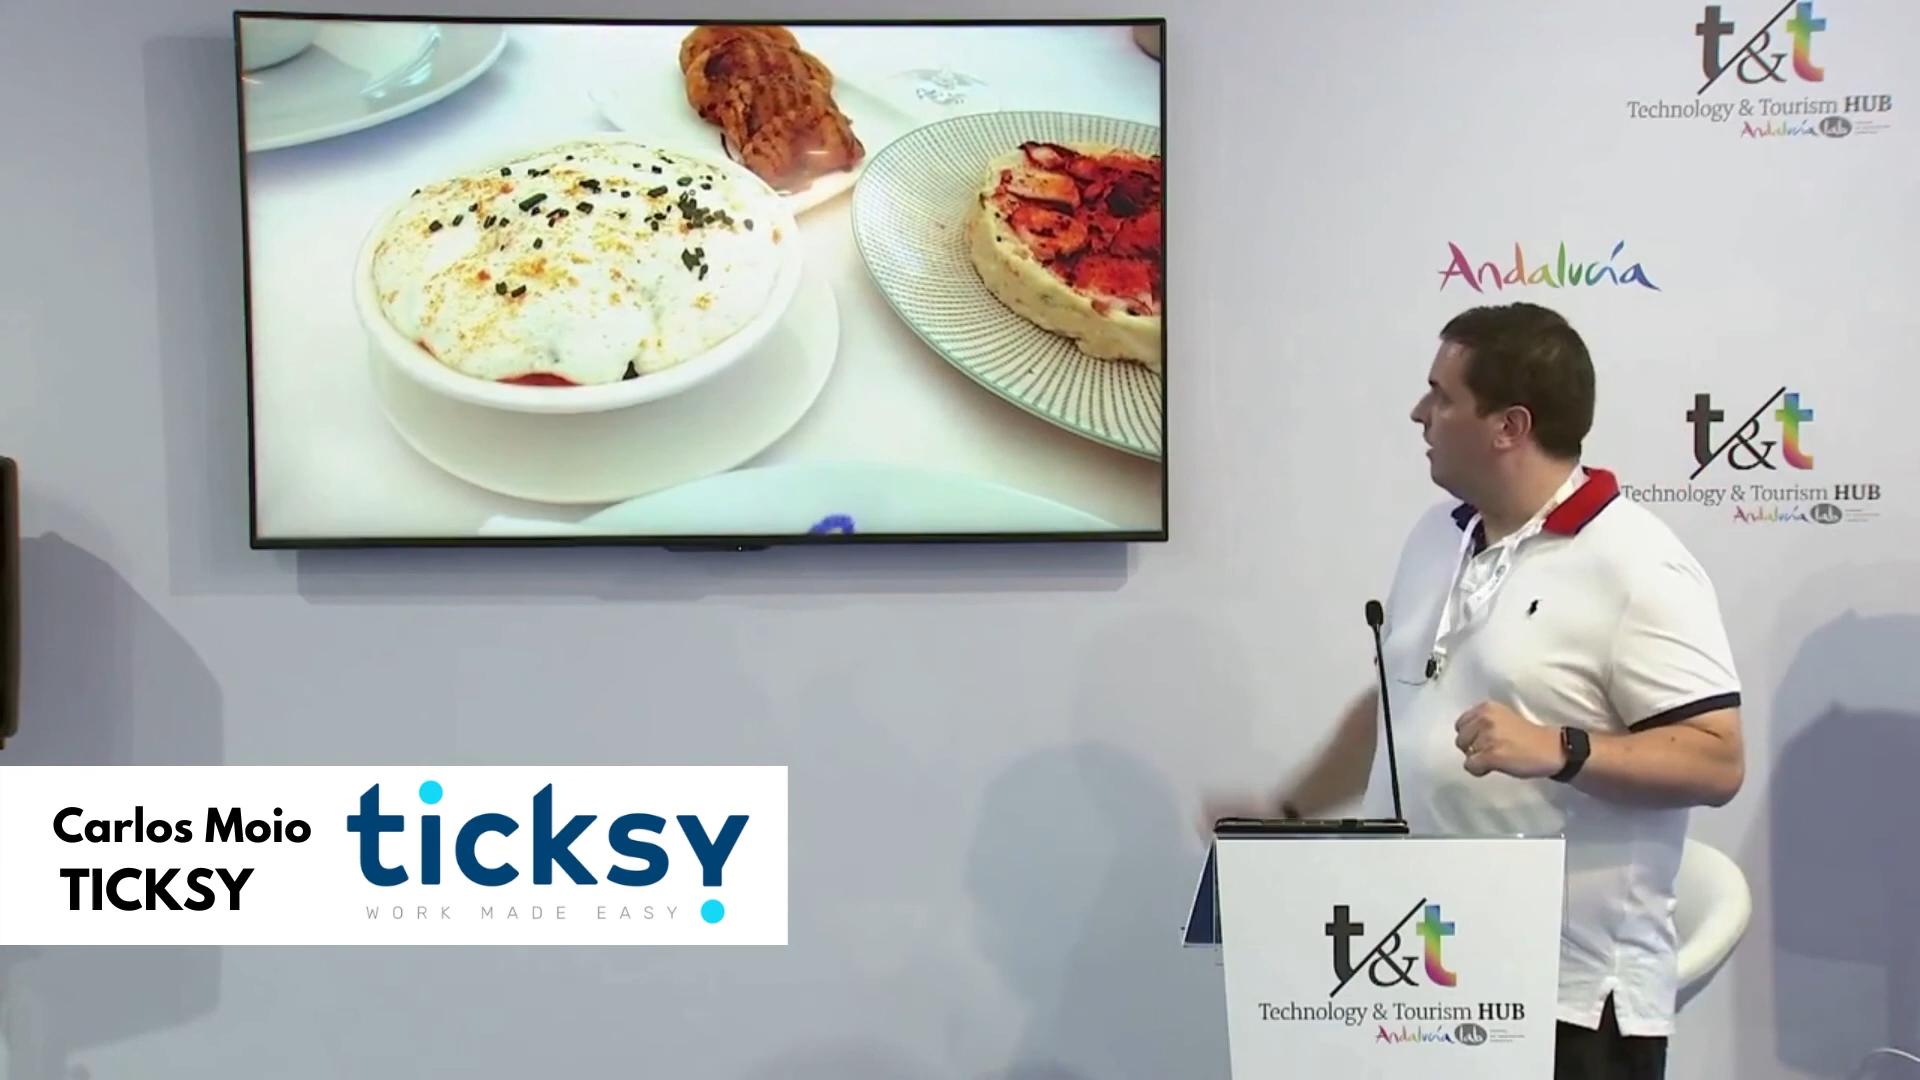 t&t
Technology & Tourism HUB
Andalucía lab
Andalucía
t&t
Technology & Tourism HUB
Andalucía lab
Carlos Moio
TICKSY
ticksy
WORK MADE EASY
t&t
Technology & Tourism HUB
Andalucía lab